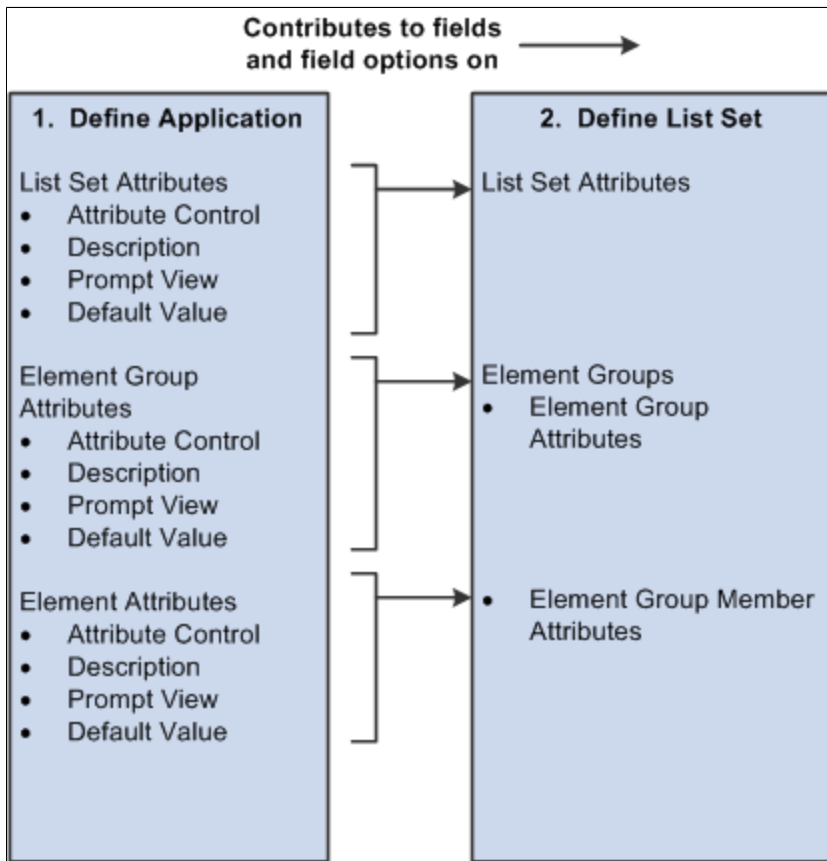 Contributes to fields
and field options on
1. Define Application
List Set Attributes
• Attribute Control
• Description
• Prompt View
• Default Value
Element Group
Attributes
• Attribute Control
• Description
• Prompt View
• Default Value
Element Attributes
• Attribute Control
• Description
• Prompt View
• Default Value
2. Define List Set
List Set Attributes
Element Groups
• Element Group
Attributes
• Element Group Member
Attributes